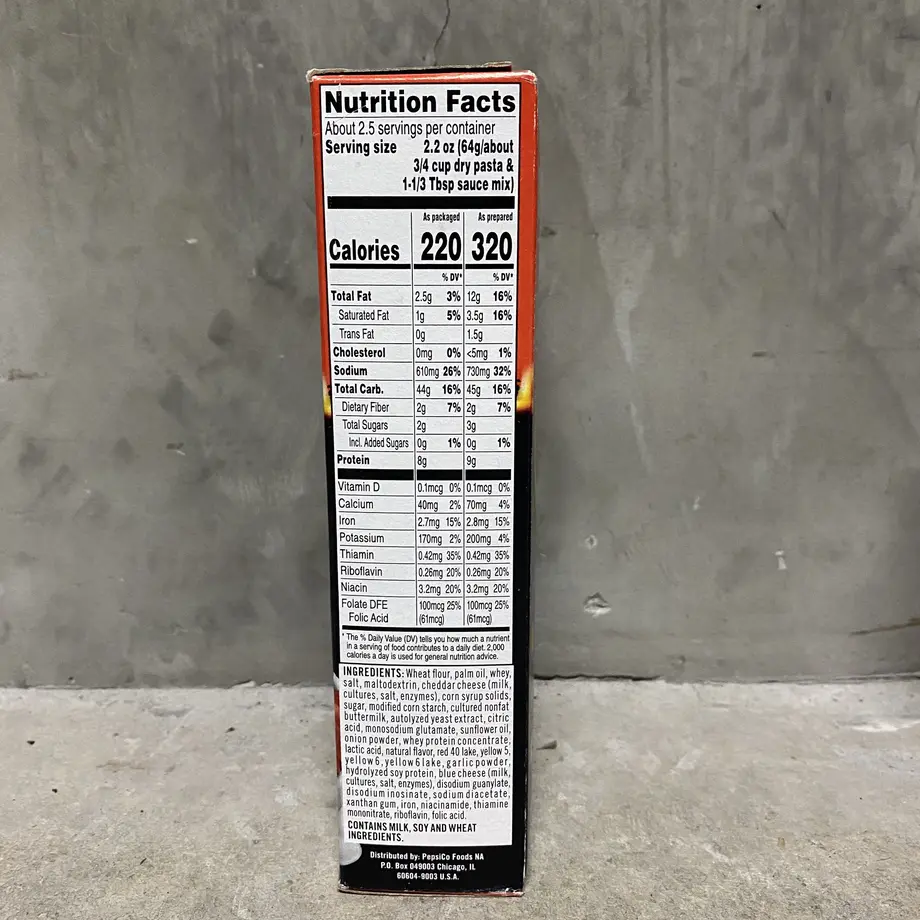 Nutrition Facts
About 2.5 servings per container
Serving size 2.2 oz (64g/about
3/4 cup dry pasta &
1-1/3 Tbsp sauce mix)
As packaged As prepared
Calories 220 320
% DV* % DV*
Total Fat 2.5g 3% 12g 16%
Saturated Fat 1g 5% 3.5g 16%
Trans Fat 0g 1.5g
Cholesterol 0mg 0% <5mg 1%
Sodium 610mg 26% 730mg 32%
Total Carb. 44g 16% 45g 16%
Dietary Fiber 2g 7% 2g 7%
Total Sugars 2g 3g
Incl. Added Sugars 0g 1% 0g 1%
Protein 8g 9g
Vitamin D 0.1mcg 0% 0.1mcg 0%
Calcium 40mg 2% 70mg 4%
Iron 2.7mg 15% 2.8mg 15%
Potassium 170mg 2% 200mg 4%
Thiamin 0.42mg 35% 0.42mg 35%
Riboflavin 0.26mg 20% 0.26mg 20%
Niacin 3.2mg 20% 3.2mg 20%
Folate DFE 100mcg 25% 100mcg 25%
Folic Acid (61mcg) (61mcg)
* The % Daily Value (DV) tells you how much a nutrient
in a serving of food contributes to a daily diet. 2,000
calories a day is used for general nutrition advice.
INGREDIENTS: Wheat flour, palm oil, whey,
salt, maltodextrin, cheddar cheese (milk,
cultures, salt, enzymes), corn syrup solids,
sugar, modified corn starch, cultured nonfat
buttermilk, autolyzed yeast extract, citric
acid, monosodium glutamate, sunflower oil,
onion powder, whey protein concentrate,
lactic acid, natural flavor, red 40 lake, yellow 5,
yellow 6, yellow 6 lake, garlic powder,
hydrolyzed soy protein, blue cheese (milk,
cultures, salt, enzymes), disodium guanylate,
disodium inosinate, sodium diacetate,
xanthan gum, iron, niacinamide, thiamine
mononitrate, riboflavin, folic acid.
CONTAINS MILK, SOY AND WHEAT
INGREDIENTS.
Distributed by: PepsiCo Foods NA
P.O. Box 049003 Chicago, IL
60604-9003 U.S.A.